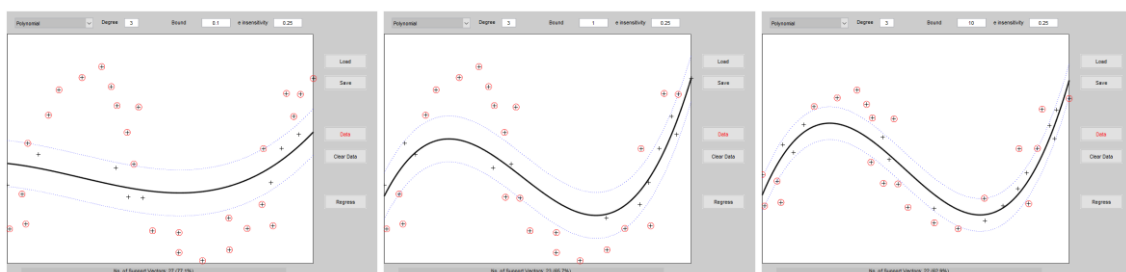 Polynomial Degree 3 Bound 0.1 e insensitivity 0.25
Load
Save
Data
Clear Data
Regress
Polynomial Degree 3 Bound 1 e insensitivity 0.25
Load
Save
Data
Clear Data
Regress
Polynomial Degree 3 Bound 10 e insensitivity 0.25
Load
Save
Data
Clear Data
Regress